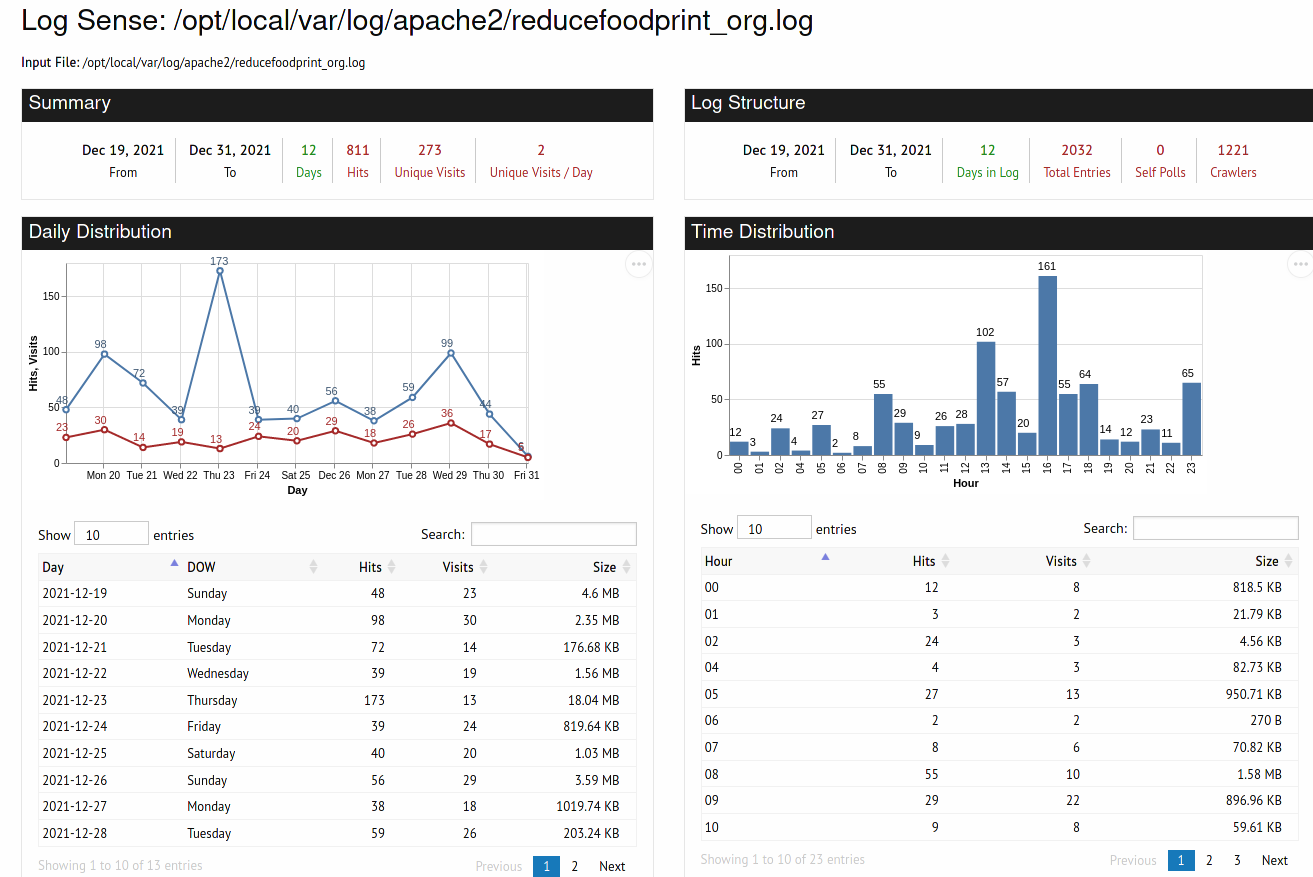 Log Sense: /opt/local/var/log/apache2/reducefoodprint_org.log
Input File: /opt/local/var/log/apache2/reducefoodprint_org.log
Summary
Dec 19, 2021 Dec 31, 2021 12 811 273 2
From To Days Hits Unique Visits Unique Visits / Day
Log Structure
Dec 19, 2021 Dec 31, 2021 12 2032 0 1221
From To Days in Log Total Entries Self Polls Crawlers
Daily Distribution
Hits, Visits
150
100
50
0
48 98 72 39 173 39 40 56 38 59 99 44 6
23 30 14 19 13 24 20 29 18 26 36 17
Mon 20 Tue 21 Wed 22 Thu 23 Fri 24 Sat 25 Dec 26 Mon 27 Tue 28 Wed 29 Thu 30 Fri 31
Day
Show 10 entries Search:
Day DOW Hits Visits Size
2021-12-19 Sunday 48 23 4.6 MB
2021-12-20 Monday 98 30 2.35 MB
2021-12-21 Tuesday 72 14 176.68 KB
2021-12-22 Wednesday 39 19 1.56 MB
2021-12-23 Thursday 173 13 18.04 MB
2021-12-24 Friday 39 24 819.64 KB
2021-12-25 Saturday 40 20 1.03 MB
2021-12-26 Sunday 56 29 3.59 MB
2021-12-27 Monday 38 18 1019.74 KB
2021-12-28 Tuesday 59 26 203.24 KB
Showing 1 to 10 of 13 entries Previous 1 2 Next
Time Distribution
Hits
150
100
50
0
12 3 24 4 27 2 8 55 29 9 26 28 102 57 20 161 55 64 14 12 23 11 65
00 01 02 04 05 06 07 08 09 10 11 12 13 14 15 16 17 18 19 20 21 22 23
Hour
Show 10 entries Search:
Hour Hits Visits Size
00 12 8 818.5 KB
01 3 2 21.79 KB
02 24 3 4.56 KB
04 4 3 82.73 KB
05 27 13 950.71 KB
06 2 2 270 B
07 8 6 70.82 KB
08 55 10 1.58 MB
09 29 22 896.96 KB
10 9 8 59.61 KB
Showing 1 to 10 of 23 entries Previous 1 2 3 Next